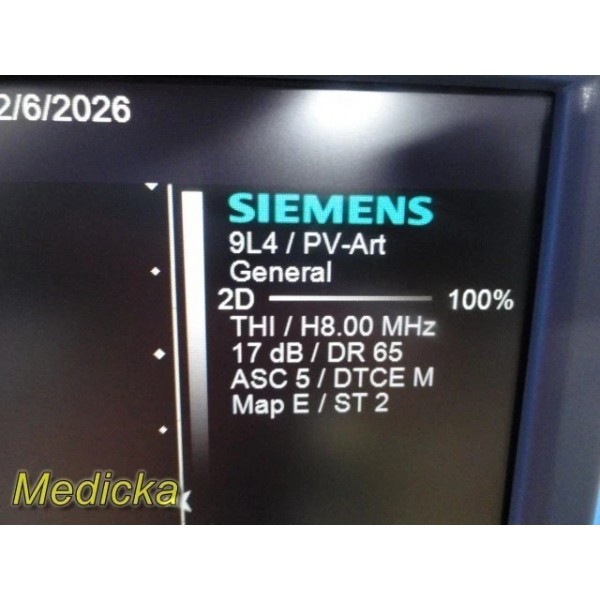 2/6/2026
SIEMENS
9L4 / PV-Art
General
2D 100%
THI / H8.00 MHz
17 dB / DR 65
ASC 5 / DTCE M
Map E / ST 2
Medicka